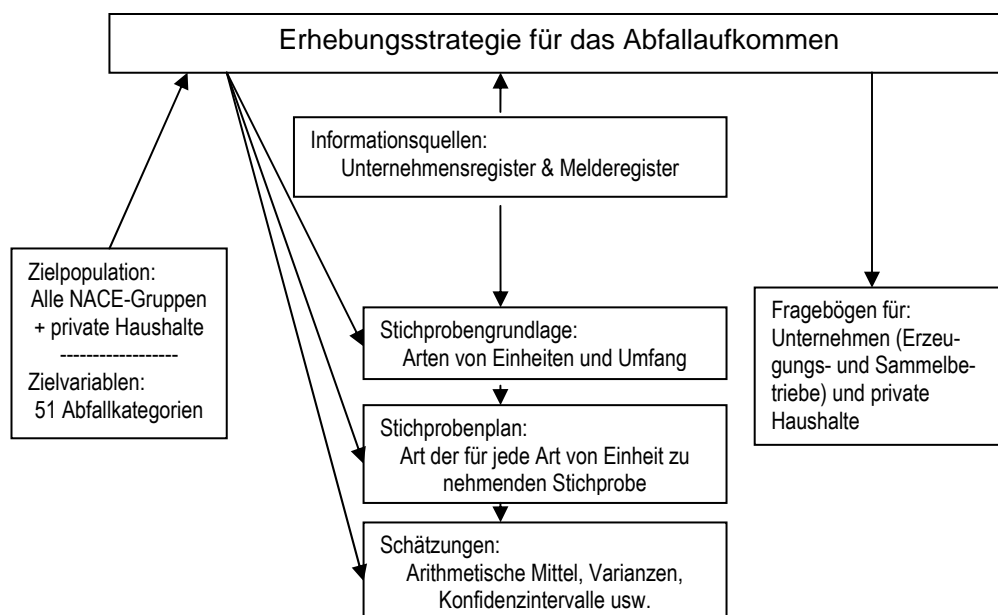 Erhebungsstrategie für das Abfallaufkommen
Informationsquellen:
Unternehmensregister & Melderegister
Zielpopulation:
Alle NACE-Gruppen
+ private Haushalte
------------------
Zielvariablen:
51 Abfallkategorien
Stichprobengrundlage:
Arten von Einheiten und Umfang
Stichprobenplan:
Art der für jede Art von Einheit zu
nehmenden Stichprobe
Schätzungen:
Arithmetische Mittel, Varianzen,
Konfidenzintervalle usw.
Fragebögen für:
Unternehmen (Erzeu-
gungs- und Sammelbe-
triebe) und private
Haushalte